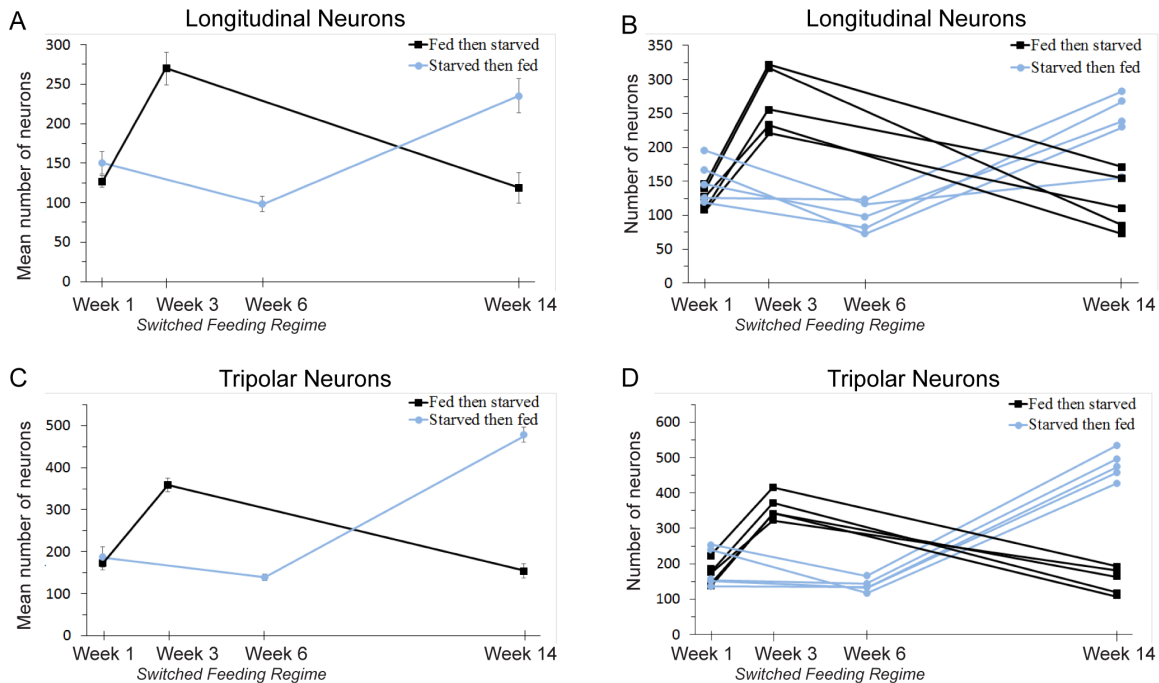 A
Longitudinal Neurons
Fed then starved
Starved then fed
Mean number of neurons
300
250
200
150
100
50
0
Week 1
Week 3
Week 6
Week 14
Switched Feeding Regime
B
Longitudinal Neurons
Fed then starved
Starved then fed
Number of neurons
350
300
250
200
150
100
50
0
Week 1
Week 3
Week 6
Week 14
Switched Feeding Regime
C
Tripolar Neurons
Fed then starved
Starved then fed
Mean number of neurons
500
400
300
200
100
0
Week 1
Week 3
Week 6
Week 14
Switched Feeding Regime
D
Tripolar Neurons
Fed then starved
Starved then fed
Number of neurons
600
500
400
300
200
100
0
Week 1
Week 3
Week 6
Week 14
Switched Feeding Regime